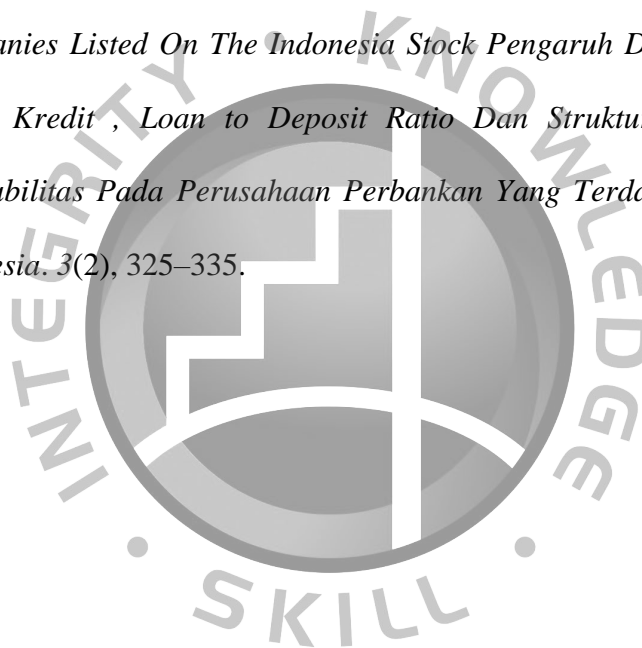 anies Listed On The Indonesia Stock Pengaruh D
Kredit , Loan to Deposit Ratio Dan Struktu
abilitas Pada Perusahaan Perbankan Yang Terda
esia. 3(2), 325–335.
INTEGRITY • KNOWLEDGE • SKILL •